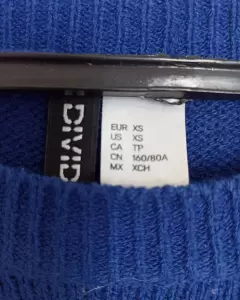 DIVID
EUR XS
US XS
CA TP
CN 160/80A
MX XCH